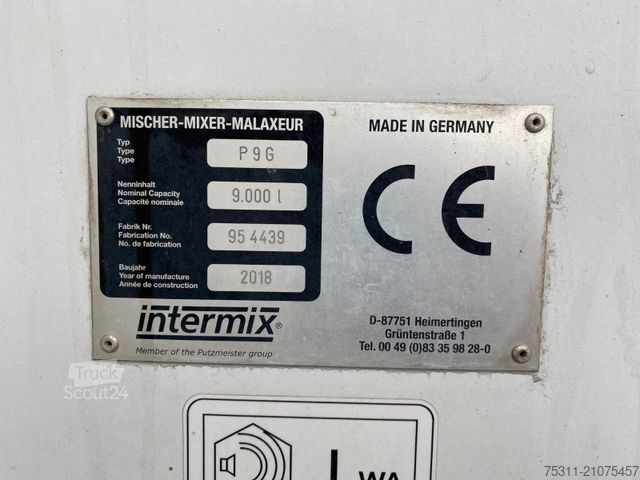 MISCHER-MIXER-MALAXEUR
Typ
Type
Type
P 9 G
Nenninhalt
Nominal Capacity
Capacité nominale
9.000 l
Fabrik Nr.
Fabrication No.
No. de fabrication
95 4439
Baujahr
Year of manufacture
Année de construction
2018
intermix®
Member of the Putzmeister group
MADE IN GERMANY
CE
D-87751 Heimertingen
Grüntenstraße 1
Tel. 00 49 (0)83 35 98 28-0
Truck
Scout24
L WA
75311-21075457